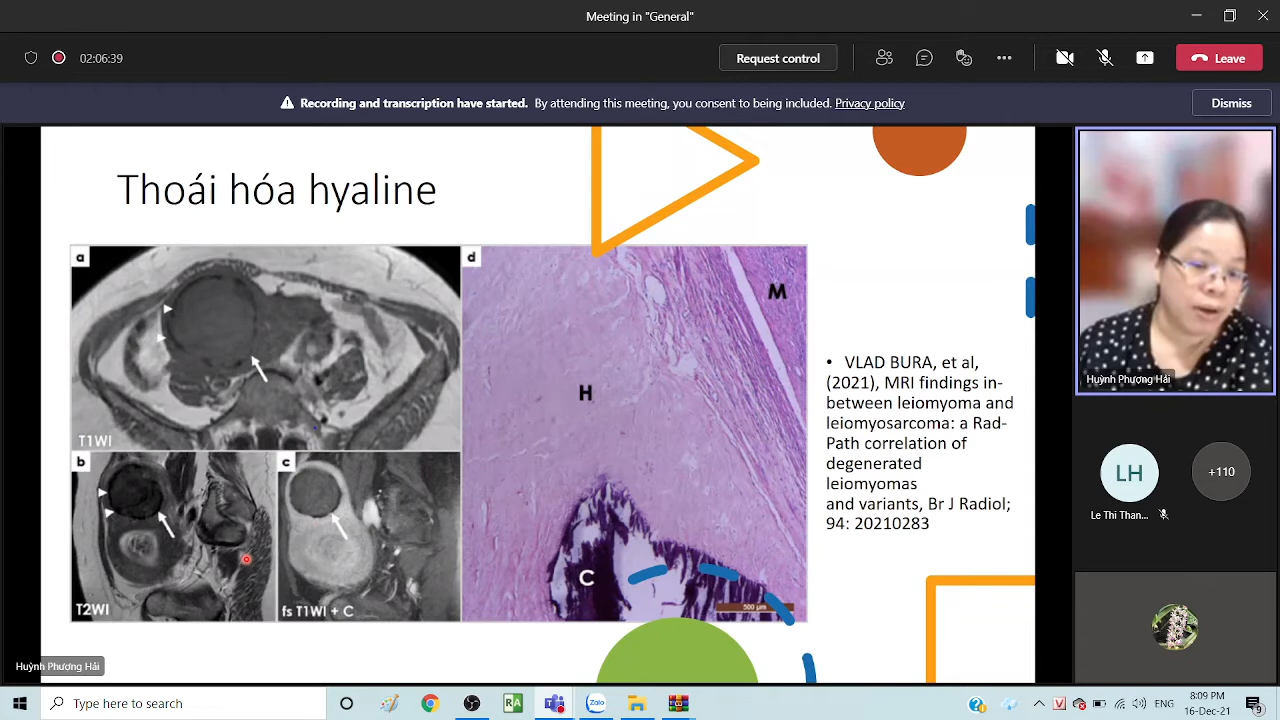 Meeting in "General"
02:06:39
Request control
Leave
Recording and transcription have started. By attending this meeting, you consent to being included. Privacy policy
Dismiss
Thoái hóa hyaline
a
T1WI
b
T2WI
c
fs T1WI + C
d
M
H
C
500 µm
• VLAD BURA, et al,
(2021), MRI findings in-
between leiomyoma and
leiomyosarcoma: a Rad-
Path correlation of
degenerated
leiomyomas
and variants, Br J Radiol;
94: 20210283
Huỳnh Phượng Hải
Huỳnh Phượng Hải
LH
+110
Le Thi Than...
Type here to search
ENG
8:09 PM
16-Dec-21